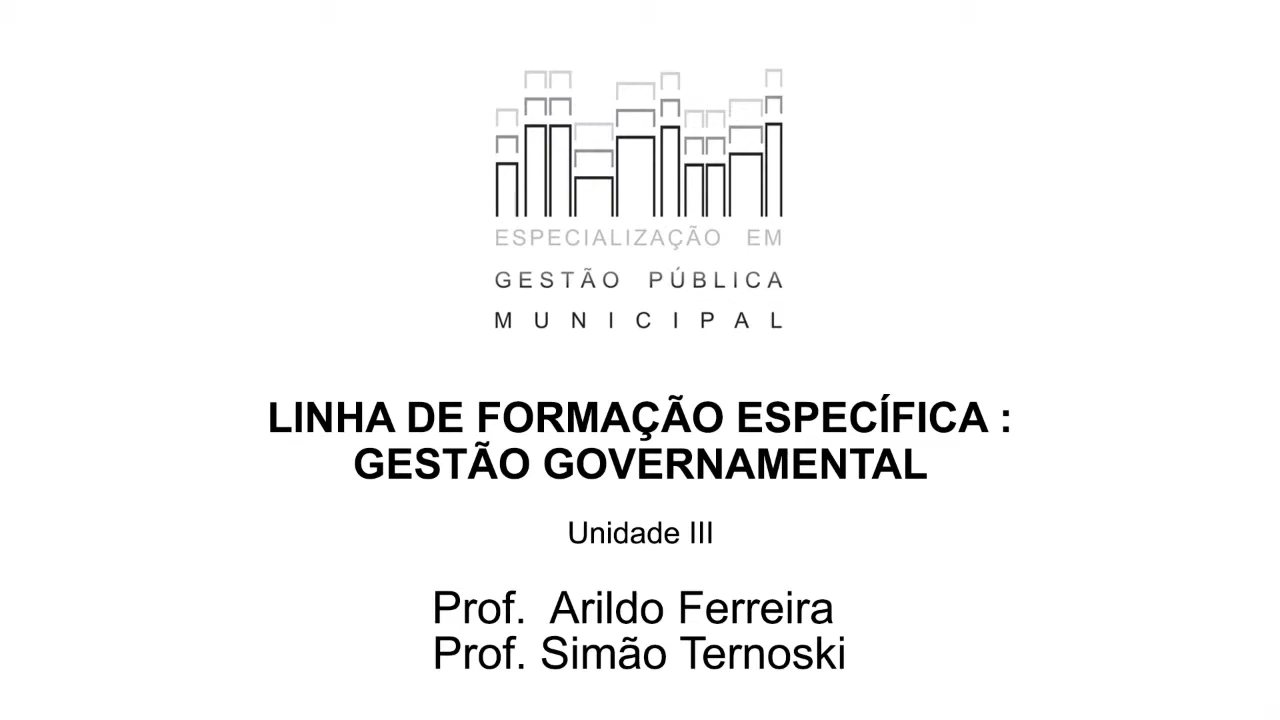 ESPECIALIZAÇÃO EM
GESTÃO PÚBLICA
MUNICIPAL
LINHA DE FORMAÇÃO ESPECÍFICA :
GESTÃO GOVERNAMENTAL
Unidade III
Prof. Arildo Ferreira
Prof. Simão Ternoski